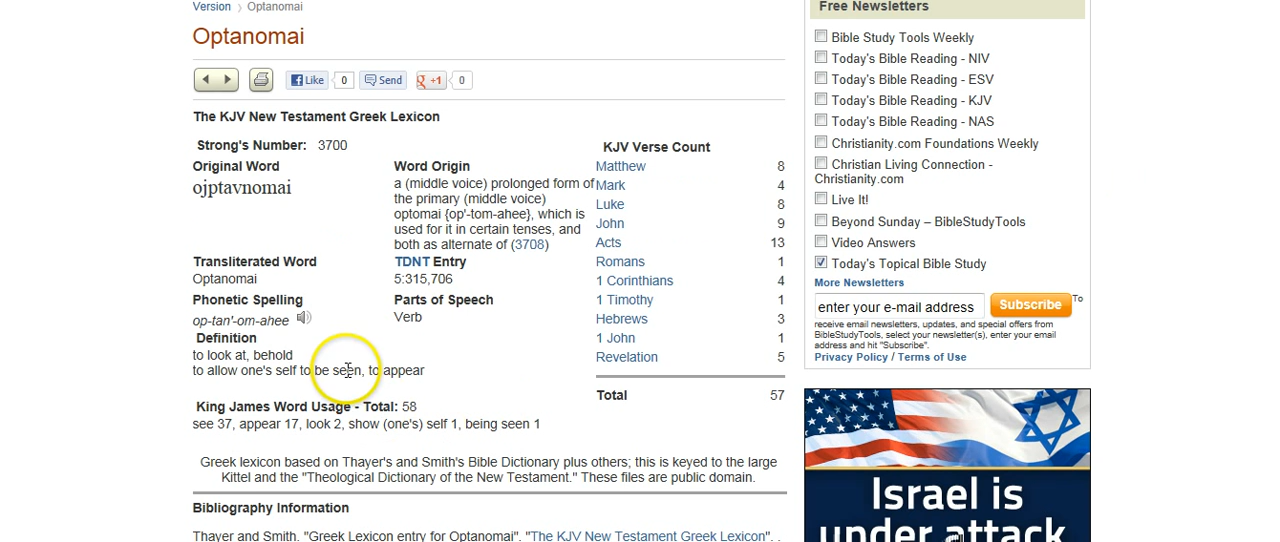 Version › Optanomai
Optanomai
Like 0 Send +1 0
The KJV New Testament Greek Lexicon
Strong's Number: 3700
Original Word
ojptavnomai
Word Origin
a (middle voice) prolonged form of
the primary (middle voice)
optomai {op'-tom-ahee}, which is
used for it in certain tenses, and
both as alternate of (3708)
Transliterated Word
Optanomai
TDNT Entry
5:315,706
Phonetic Spelling
op-tan'-om-ahee
Parts of Speech
Verb
Definition
to look at, behold
to allow one's self to be seen, to appear
King James Word Usage - Total: 58
see 37, appear 17, look 2, show (one's) self 1, being seen 1
KJV Verse Count
Matthew 8
Mark 4
Luke 8
John 9
Acts 13
Romans 1
1 Corinthians 4
1 Timothy 1
Hebrews 3
1 John 1
Revelation 5
Total 57
Greek lexicon based on Thayer's and Smith's Bible Dictionary plus others; this is keyed to the large
Kittel and the "Theological Dictionary of the New Testament." These files are public domain.
Bibliography Information
Thayer and Smith. "Greek Lexicon entry for Optanomai". "The KJV New Testament Greek Lexicon". .
Free Newsletters
Bible Study Tools Weekly
Today's Bible Reading - NIV
Today's Bible Reading - ESV
Today's Bible Reading - KJV
Today's Bible Reading - NAS
Christianity.com Foundations Weekly
Christian Living Connection -
Christianity.com
Live It!
Beyond Sunday – BibleStudyTools
Video Answers
Today's Topical Bible Study
More Newsletters
enter your e-mail address Subscribe To
receive email newsletters, updates, and special offers from
BibleStudyTools, select your newsletter(s), enter your email
address and hit "Subscribe".
Privacy Policy / Terms of Use
Israel is
under attack